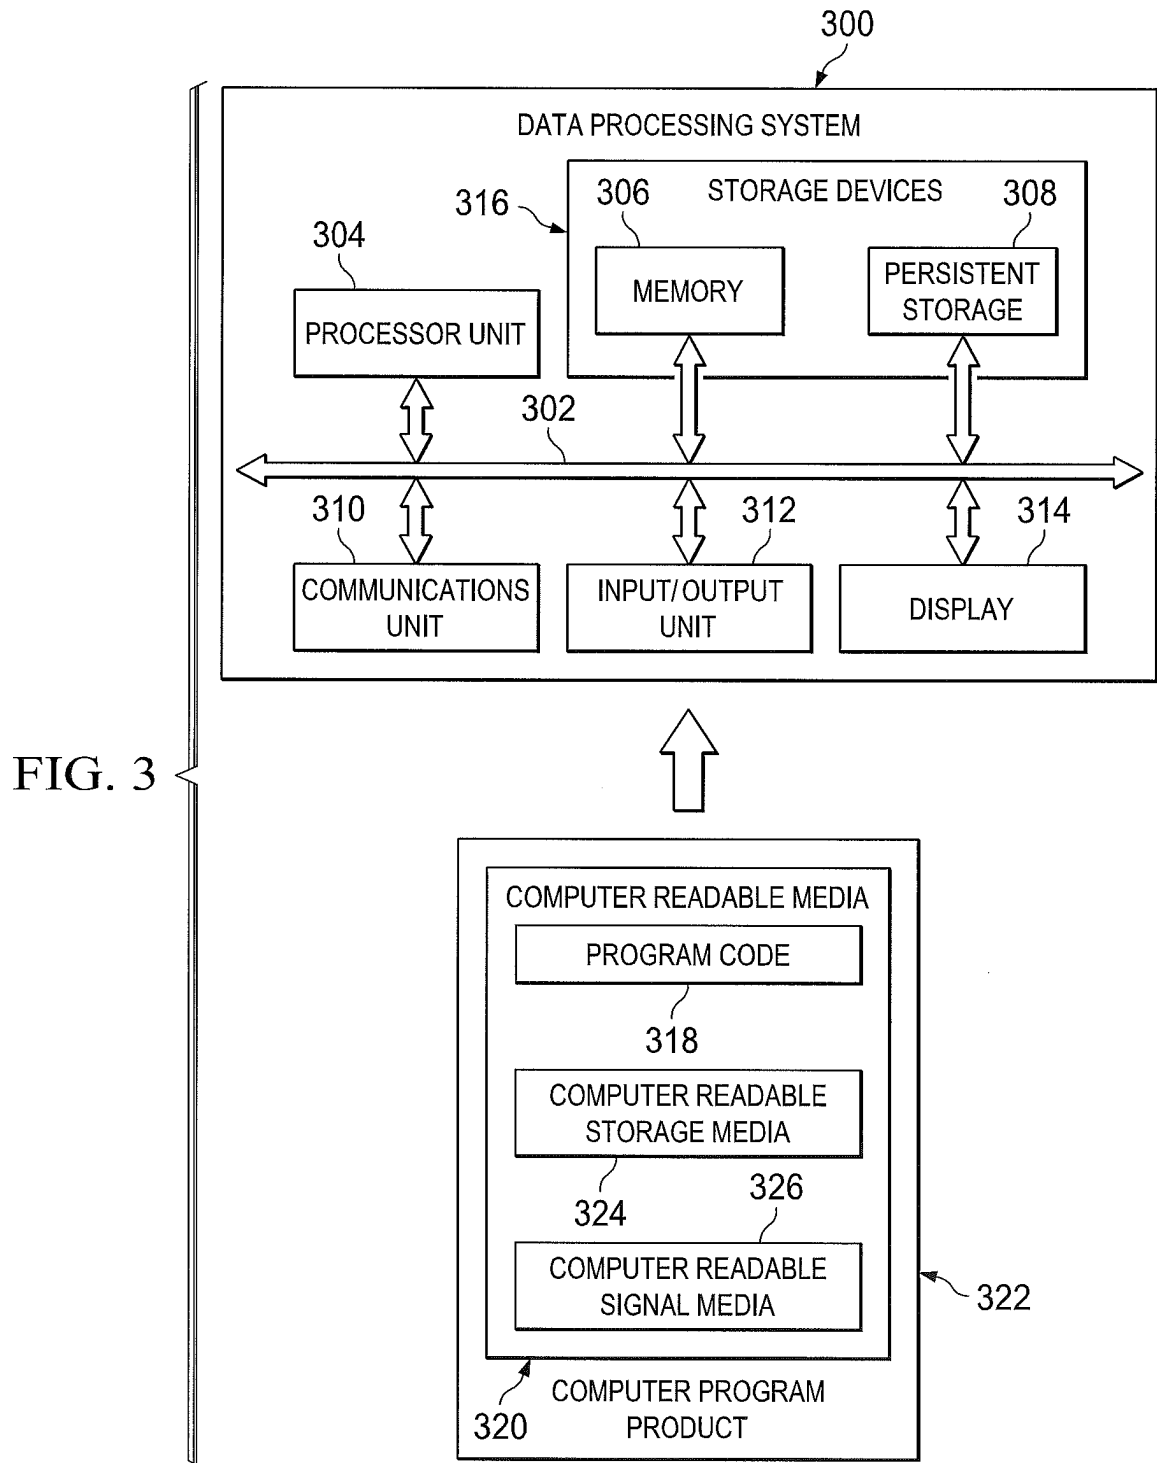 300
DATA PROCESSING SYSTEM
316
306
STORAGE DEVICES
308
304
MEMORY
PERSISTENT
STORAGE
PROCESSOR UNIT
302
310
312
314
COMMUNICATIONS
UNIT
INPUT/OUTPUT
UNIT
DISPLAY
FIG. 3
COMPUTER READABLE MEDIA
PROGRAM CODE
318
COMPUTER READABLE
STORAGE MEDIA
324
326
COMPUTER READABLE
SIGNAL MEDIA
322
320
COMPUTER PROGRAM
PRODUCT